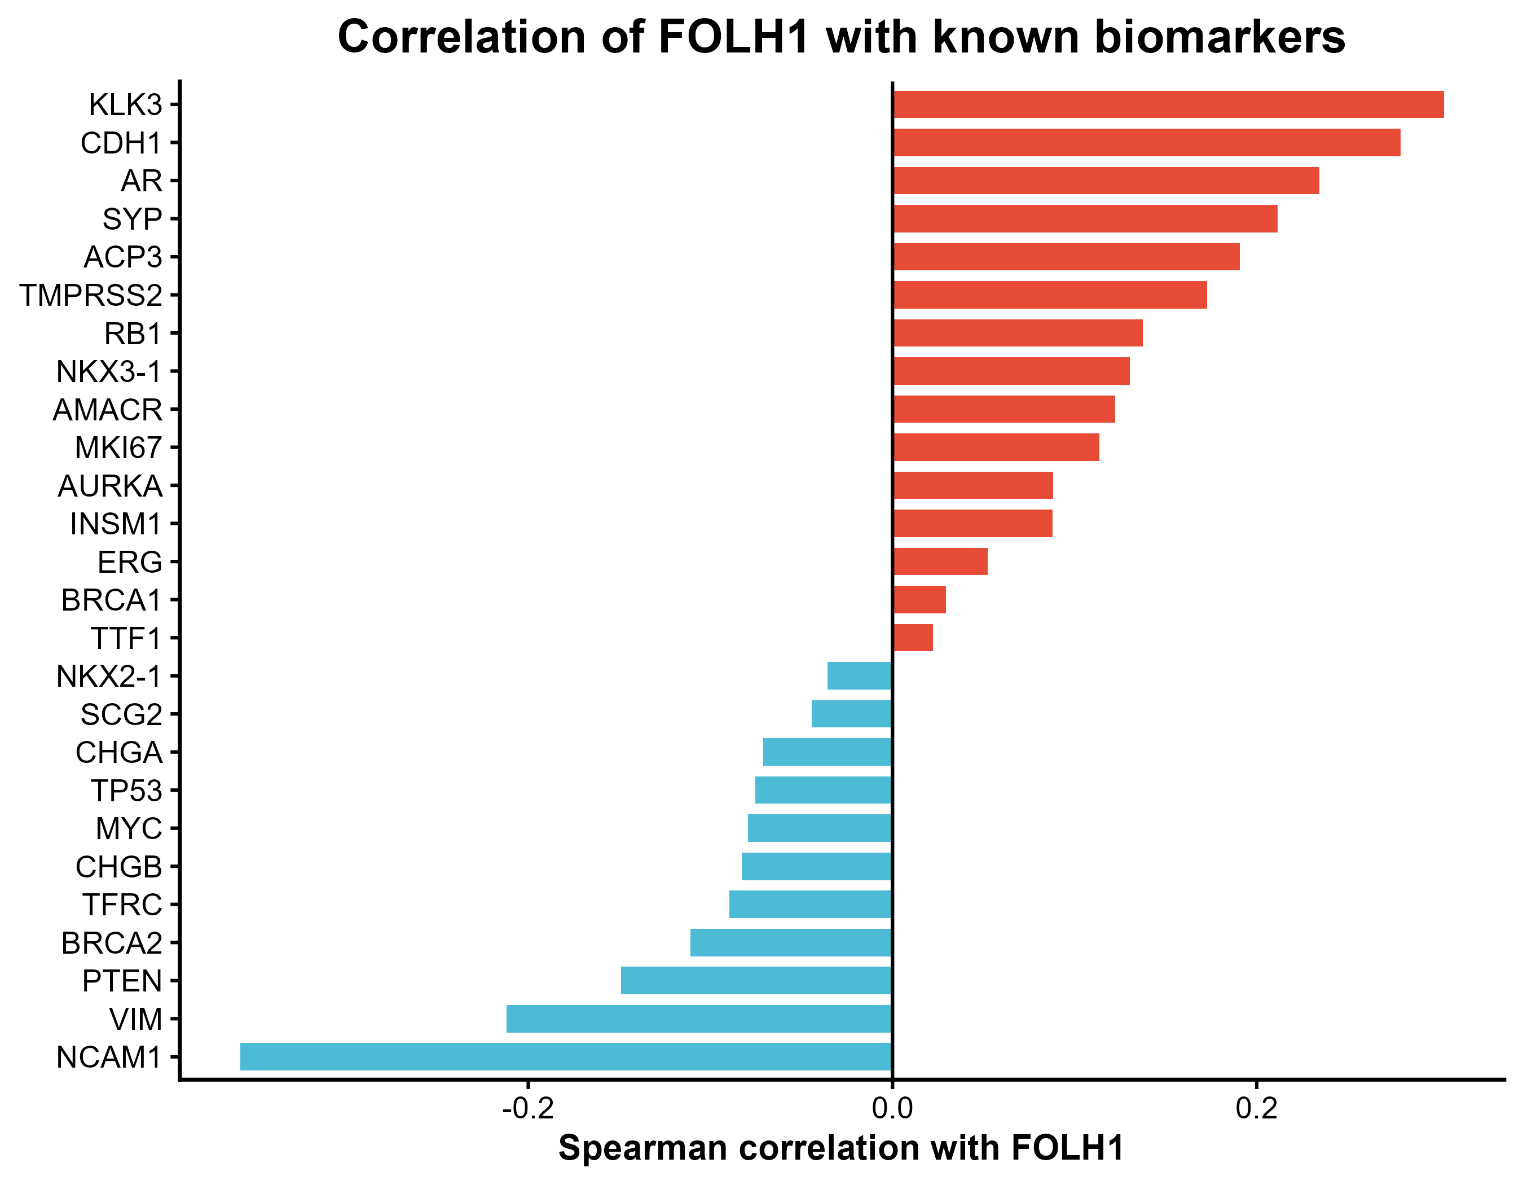 Correlation of FOLH1 with known biomarkers
KLK3
CDH1
AR
SYP
ACP3
TMPRSS2
RB1
NKX3-1
AMACR
MKI67
AURKA
INSM1
ERG
BRCA1
TTF1
NKX2-1
SCG2
CHGA
TP53
MYC
CHGB
TFRC
BRCA2
PTEN
VIM
NCAM1
-0.2 0.0 0.2
Spearman correlation with FOLH1